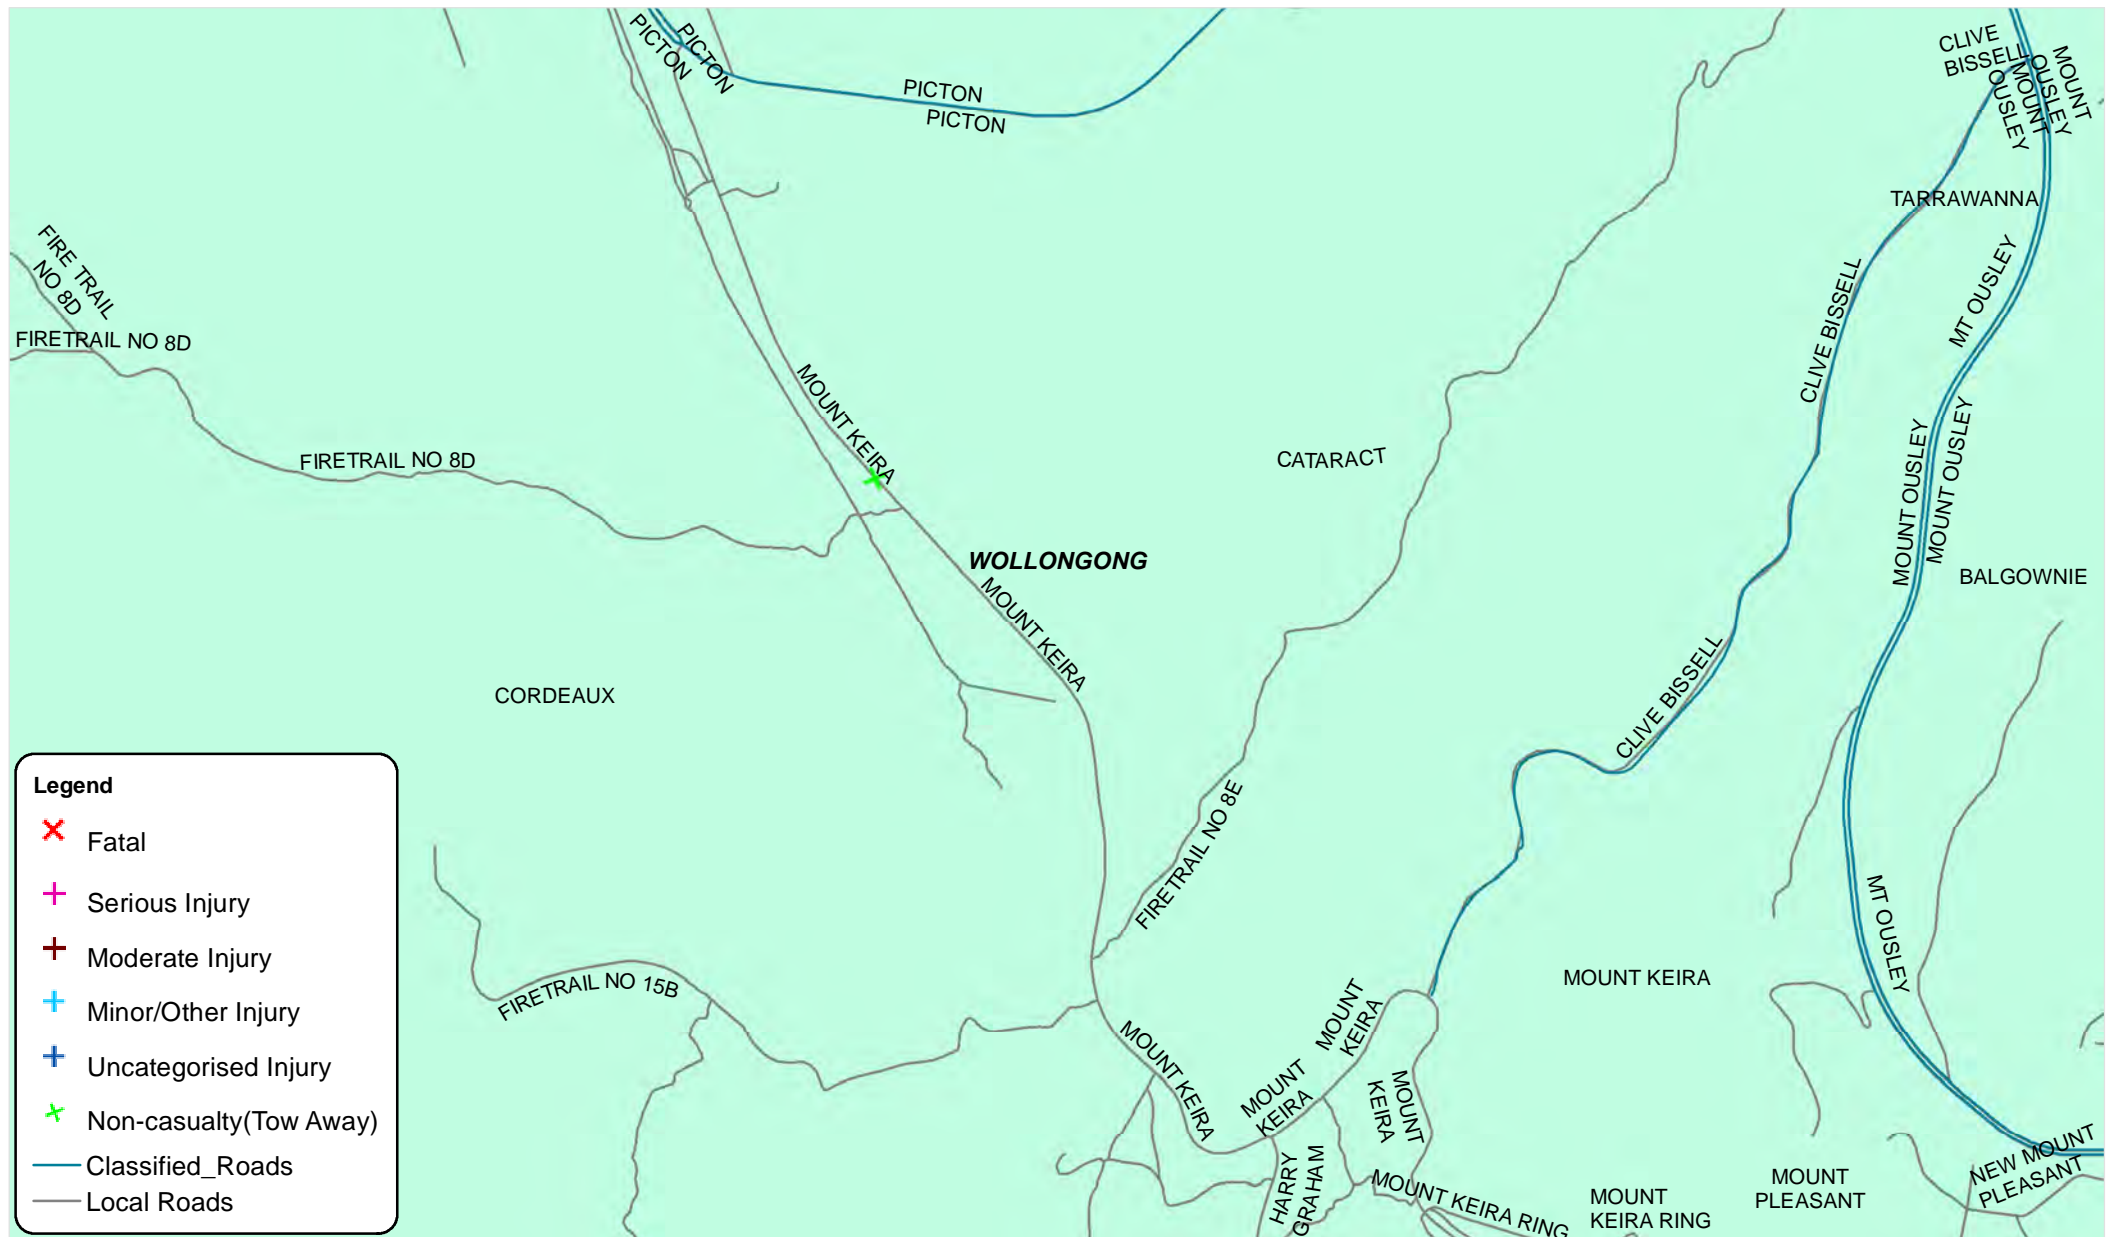 PICTON
PICTON
PICTON
PICTON
CLIVE
BISSELL
MOUNT
OUSLEY
MOUNT
OUSLEY
TARRAWANNA
FIRE TRAIL
NO 8D
FIRETRAIL NO 8D
MT OUSLEY
CLIVE BISSELL
MOUNT KEIRA
FIRETRAIL NO 8D
CATARACT
MOUNT OUSLEY
MOUNT OUSLEY
WOLLONGONG
BALGOWNIE
MOUNT KEIRA
CORDEAUX
CLIVE BISSELL
FIRETRAIL NO 8E
MT OUSLEY
FIRETRAIL NO 15B
MOUNT KEIRA
MOUNT
KEIRA
MOUNT KEIRA
MOUNT
KEIRA
MOUNT
KEIRA
HARRY
GRAHAM
MOUNT KEIRA RING
MOUNT
KEIRA RING
MOUNT
PLEASANT
NEW MOUNT
PLEASANT
Legend
Fatal
Serious Injury
Moderate Injury
Minor/Other Injury
Uncategorised Injury
Non-casualty(Tow Away)
Classified_Roads
Local Roads